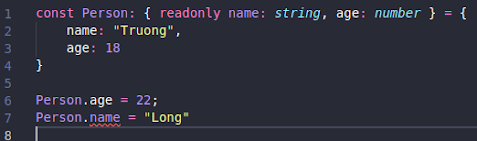 1 const Person: { readonly name: string, age: number } = {
2     name: "Truong",
3     age: 18
4 }
5
6 Person.age = 22;
7 Person.name = "Long"
8